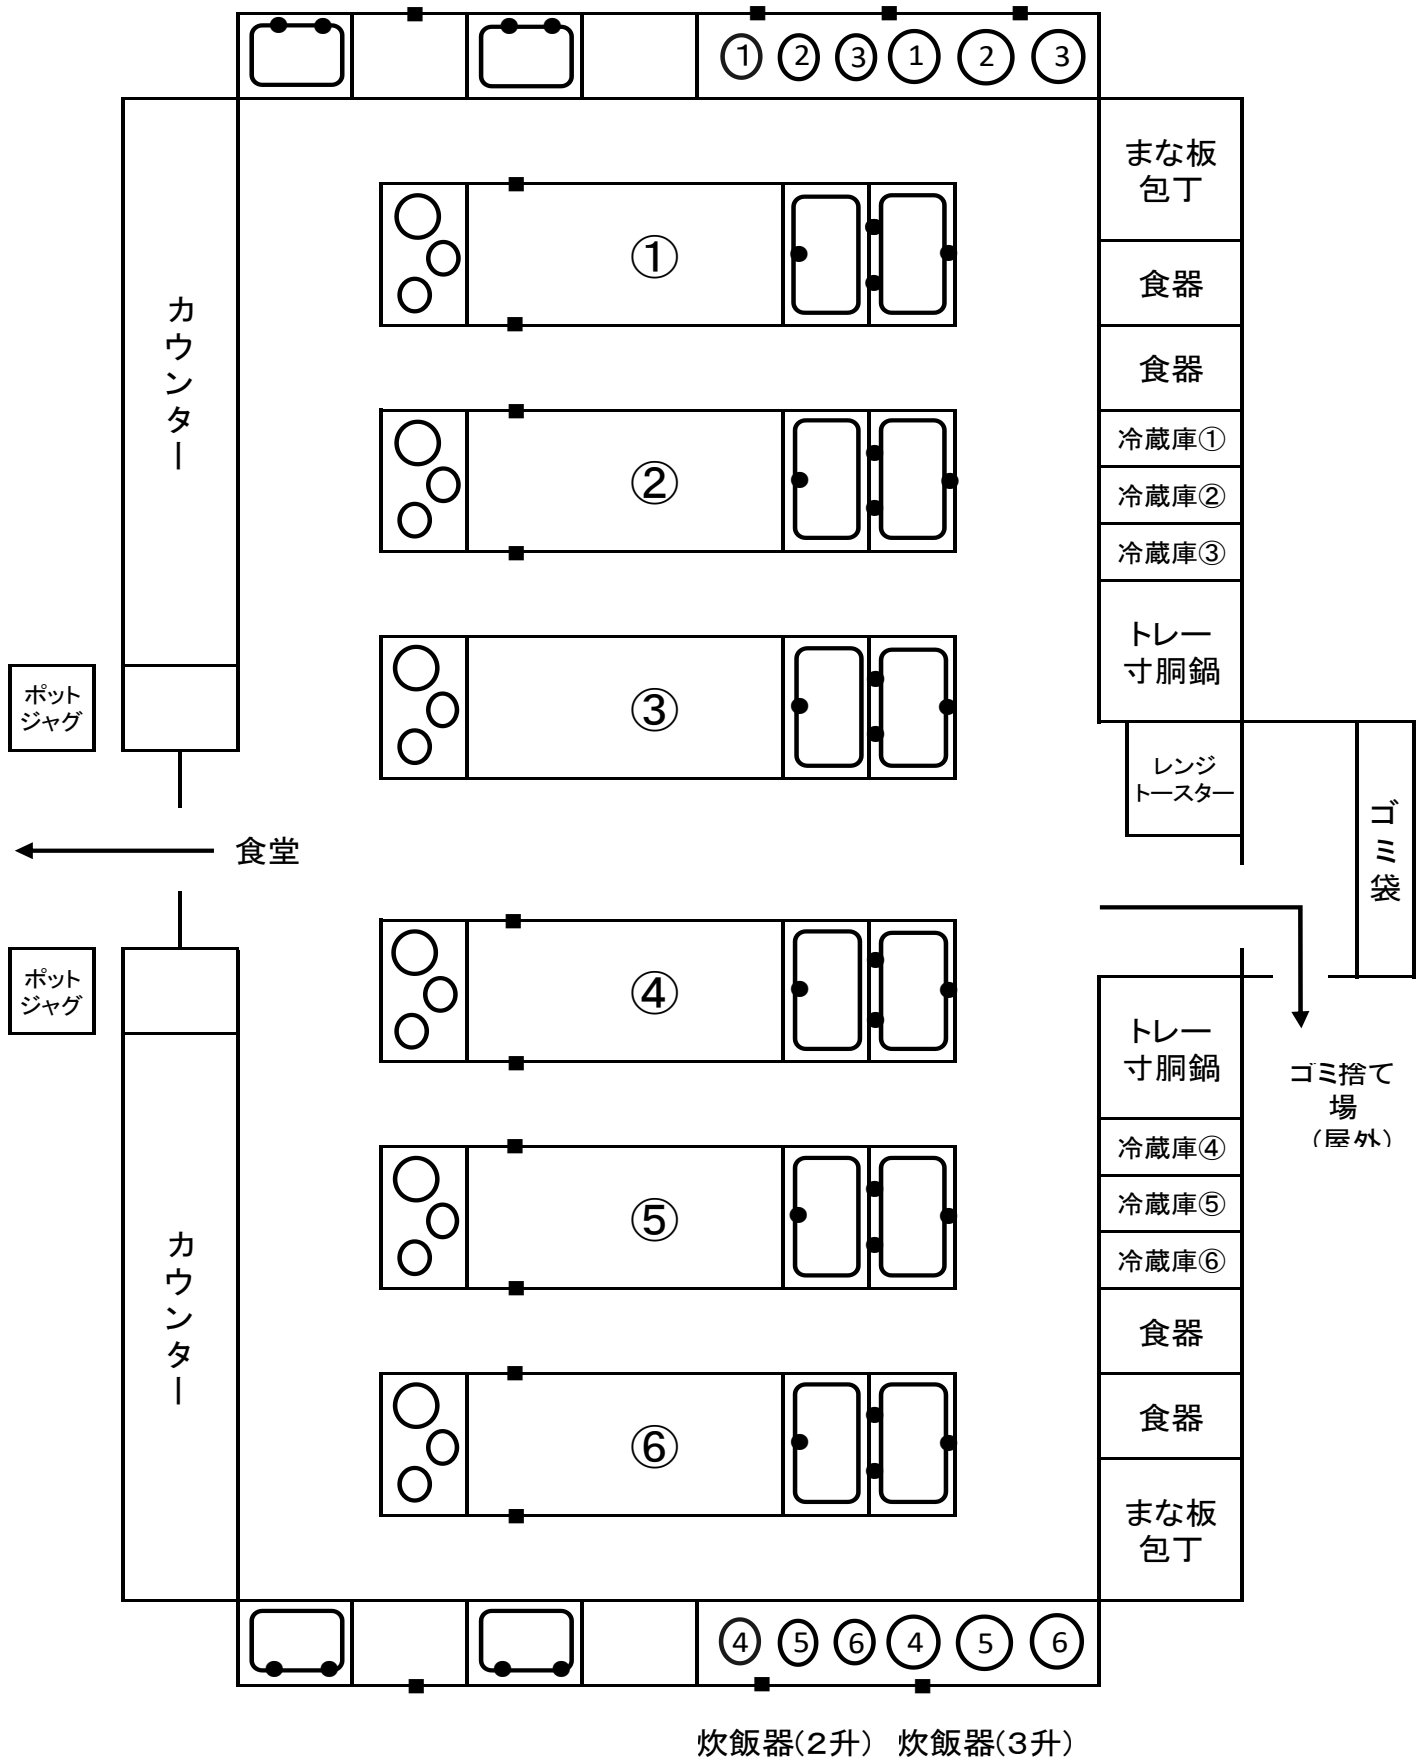 ① ② ③ ① ② ③
まな板
包丁
①
食器
カウンター
食器
冷蔵庫①
②
冷蔵庫②
冷蔵庫③
トレー
寸胴鍋
ポット
ジャグ
③
レンジ
トースター
ゴミ袋
食堂
ポット
ジャグ
④
トレー
寸胴鍋
ゴミ捨て
場
（屋外）
冷蔵庫④
⑤
冷蔵庫⑤
冷蔵庫⑥
カウンター
食器
食器
⑥
まな板
包丁
④ ⑤ ⑥ ④ ⑤ ⑥
炊飯器(２升) 炊飯器(３升)